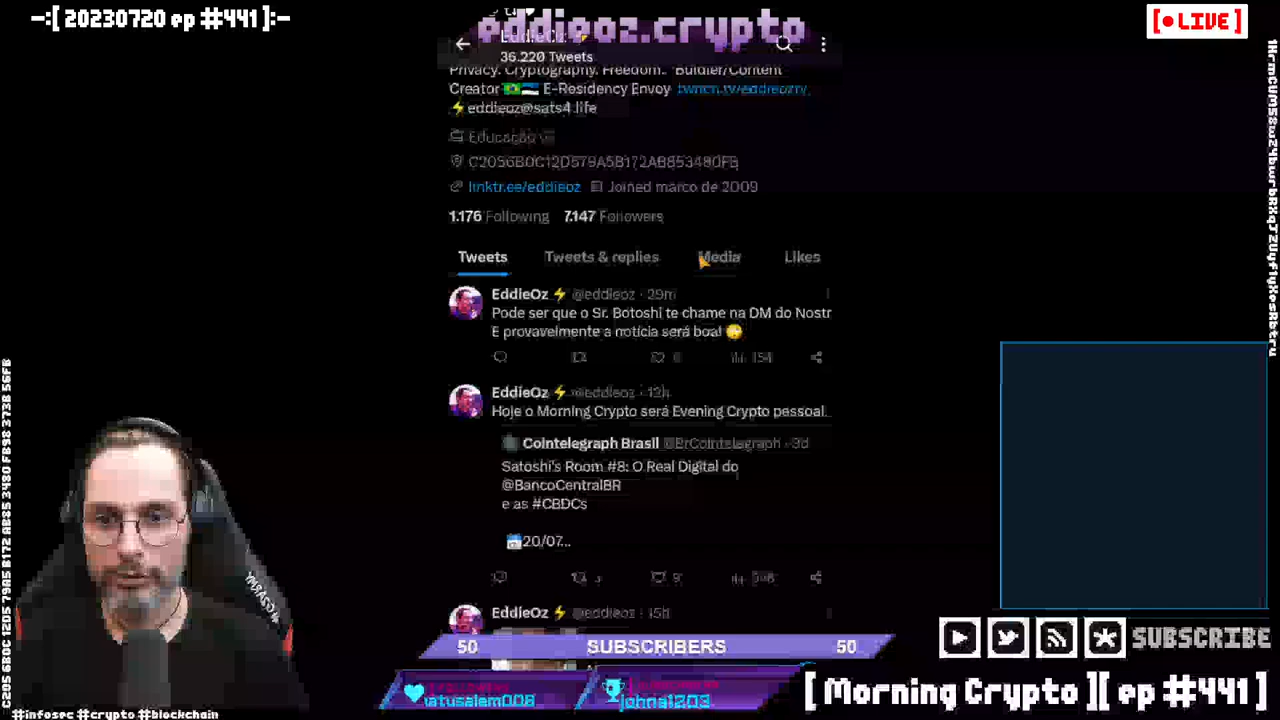 -:[ 20230720 ep #441 ]:-
eddieoz.crypto
[● LIVE ]
EddieOz ⚡
36.220 Tweets
Privacy. Cryptography. Freedom.. Builder/Content
Creator 🇧🇷🇪🇪 E-Residency Envoy twitch.tv/eddieoztv
⚡eddieoz@sats4.life
Educação
linktr.ee/eddieoz Joined março de 2009
1.176 Following 7.147 Followers
Tweets Tweets & replies Media Likes
EddieOz ⚡ @eddieoz · 29m
Pode ser que o Sr. Botoshi te chame na DM do Nostr
E provavelmente a notícia será boa!
154
EddieOz ⚡ @eddieoz · 12h
Hoje o Morning Crypto será Evening Crypto pessoal.
Cointelegraph Brasil @BrCointelegraph · 3d
Satoshi's Room #8: O Real Digital do
@BancoCentralBR
e as #CBDCs
20/07...
EddieOz ⚡ @eddieoz · 15h
50 SUBSCRIBERS 50
johna1203
SUBSCRIBE
[ Morning Crypto ][ ep #441 ]
#infosec #crypto #blockchain